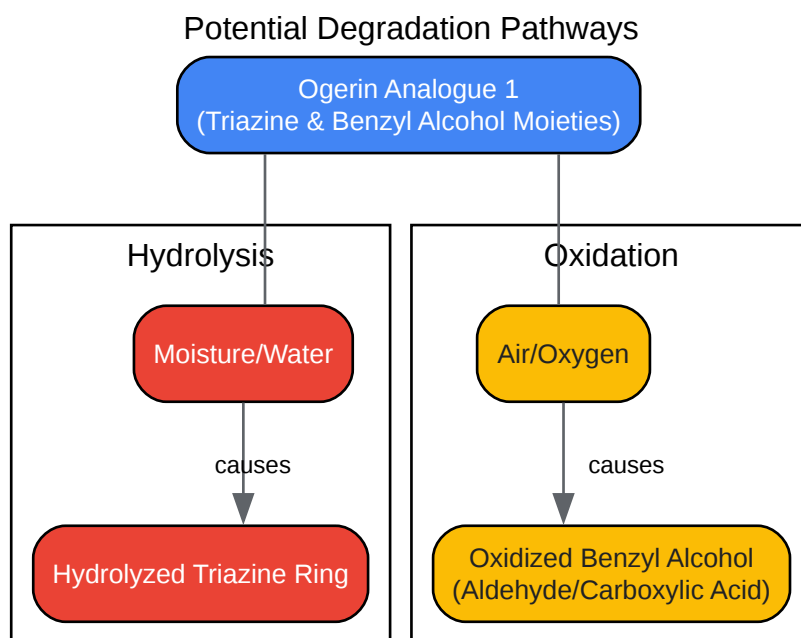 Potential Degradation Pathways
Ogerin Analogue 1
(Triazine & Benzyl Alcohol Moieties)
Hydrolysis
Moisture/Water
causes
Hydrolyzed Triazine Ring
Oxidation
Air/Oxygen
causes
Oxidized Benzyl Alcohol
(Aldehyde/Carboxylic Acid)